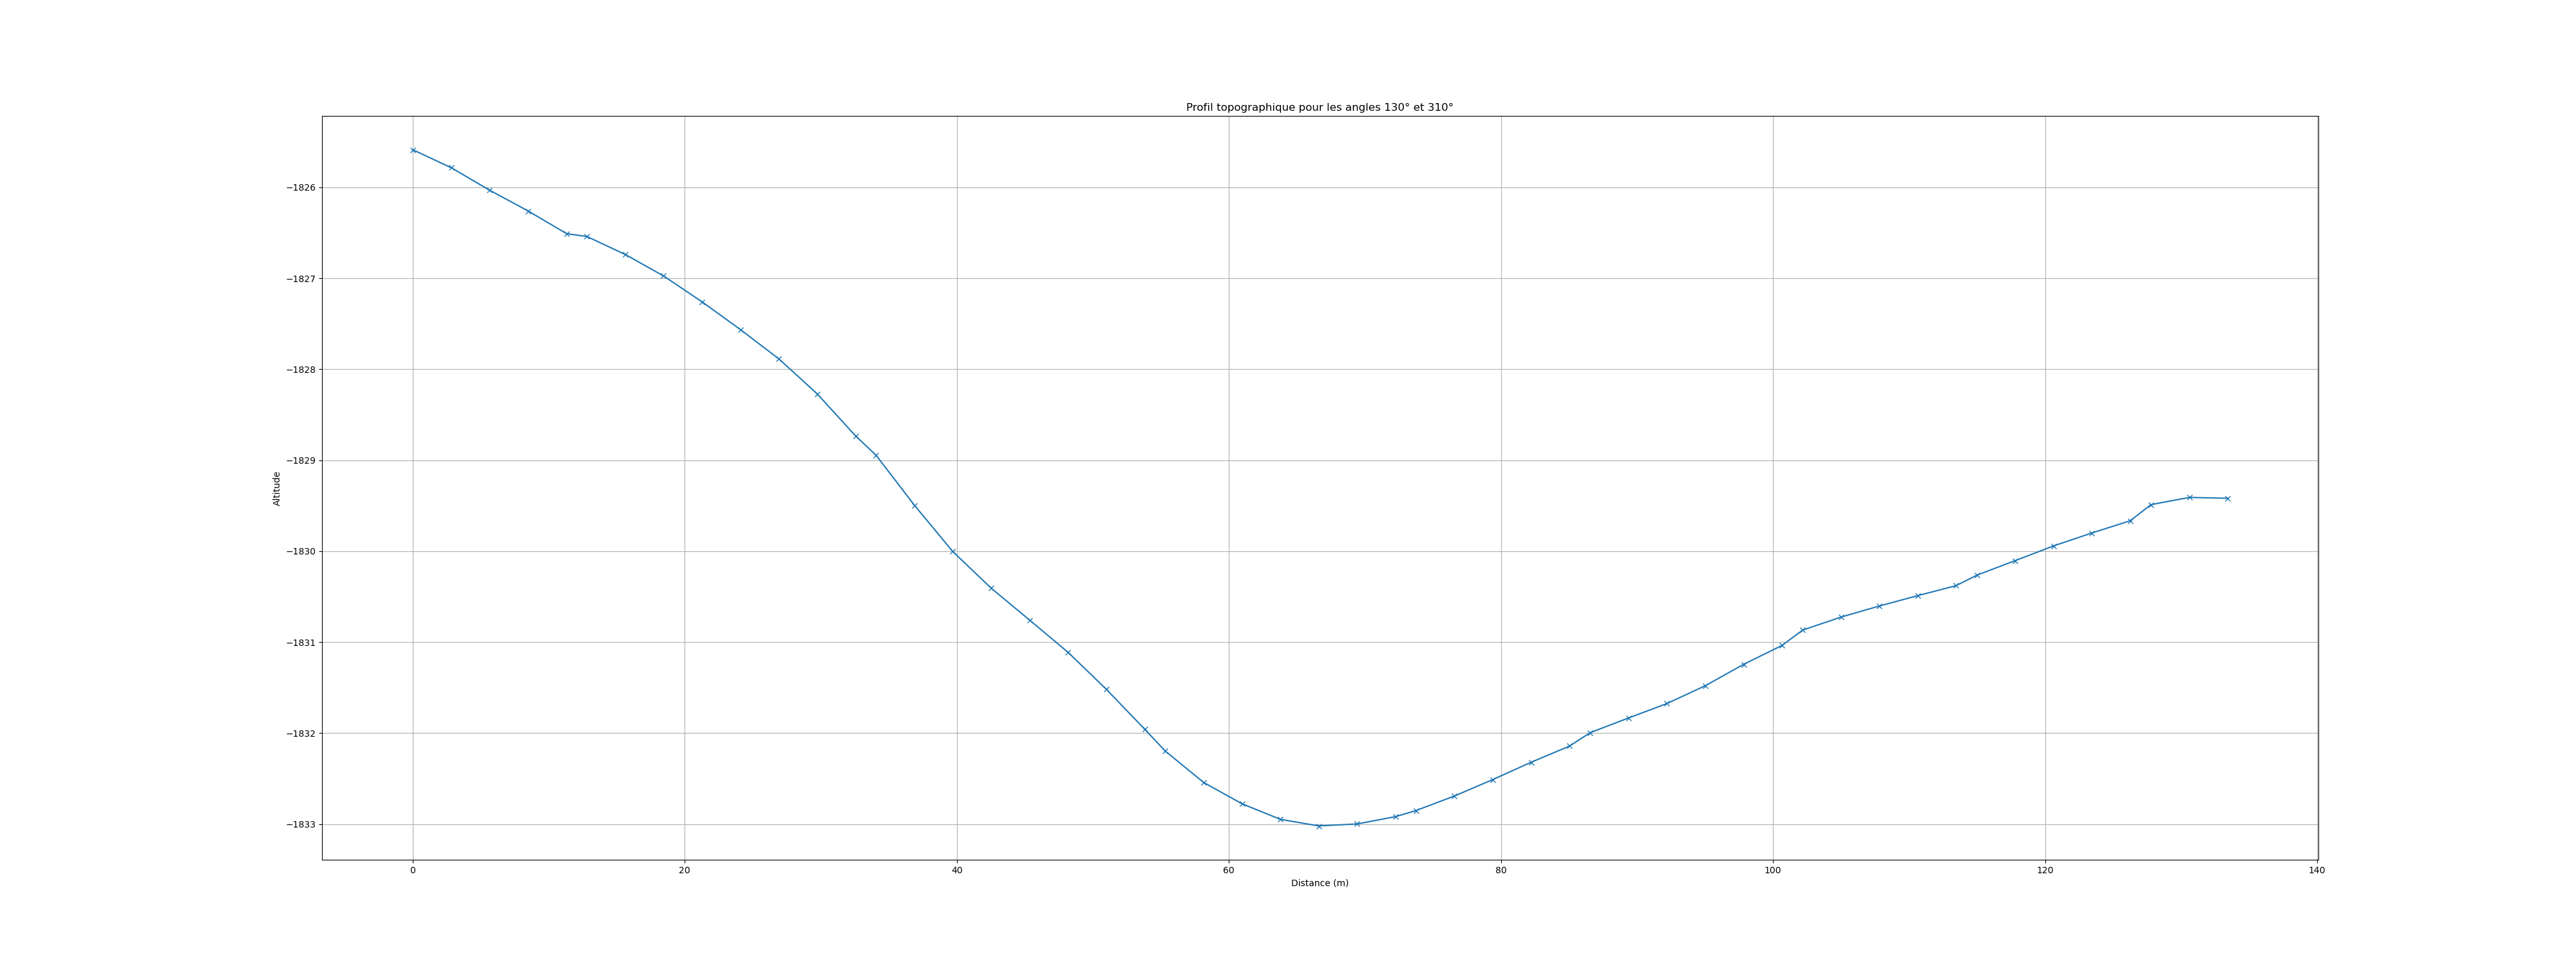 Profil topographique pour les angles 130° et 310°
−1826
−1827
−1828
−1829
−1830
−1831
−1832
−1833
Altitude
0 20 40 60 80 100 120 140
Distance (m)